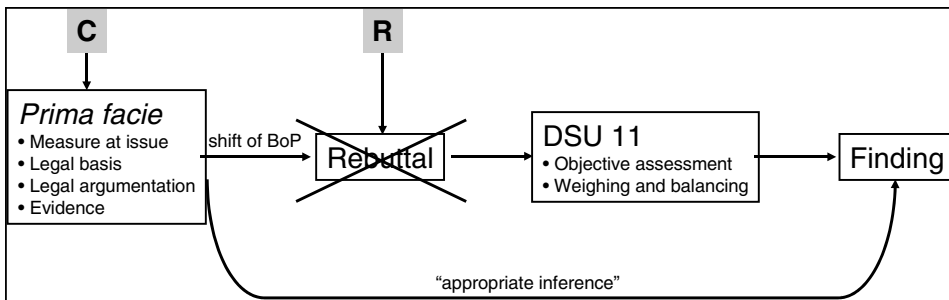 C
R
Prima facie
• Measure at issue
• Legal basis
• Legal argumentation
• Evidence
shift of BoP
Rebuttal
DSU 11
• Objective assessment
• Weighing and balancing
Finding
“appropriate inference”